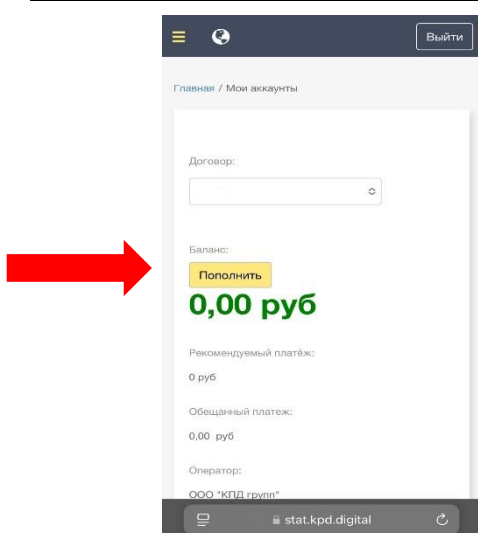 Выйти
Главная / Мои аккаунты
Договор:
Баланс:
Пополнить
0,00 руб
Рекомендуемый платёж:
0 руб
Обещанный платеж:
0,00 руб
Оператор:
ООО "КПД групп"
stat.kpd.digital